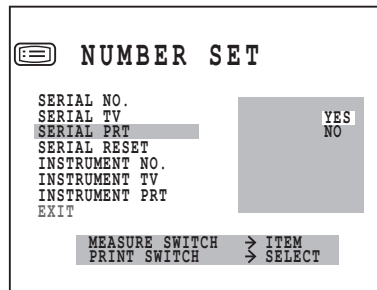 NUMBER SET
SERIAL NO.
SERIAL TV
SERIAL PRT
SERIAL RESET
INSTRUMENT NO.
INSTRUMENT TV
INSTRUMENT PRT
EXIT
YES
NO
MEASURE SWITCH → ITEM
PRINT SWITCH → SELECT